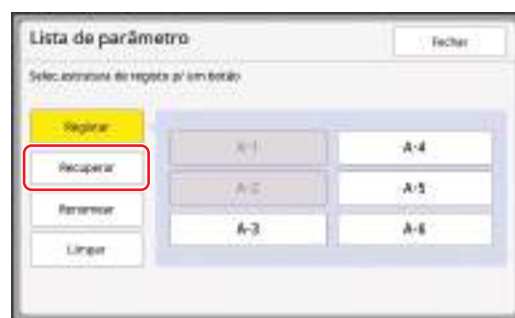 Lista de parâmetro
Fechar
Selec.estrutura de registo p/ um botão
Registar
Recuperar
Renomear
Limpar
A-1
A-4
A-2
A-5
A-3
A-6